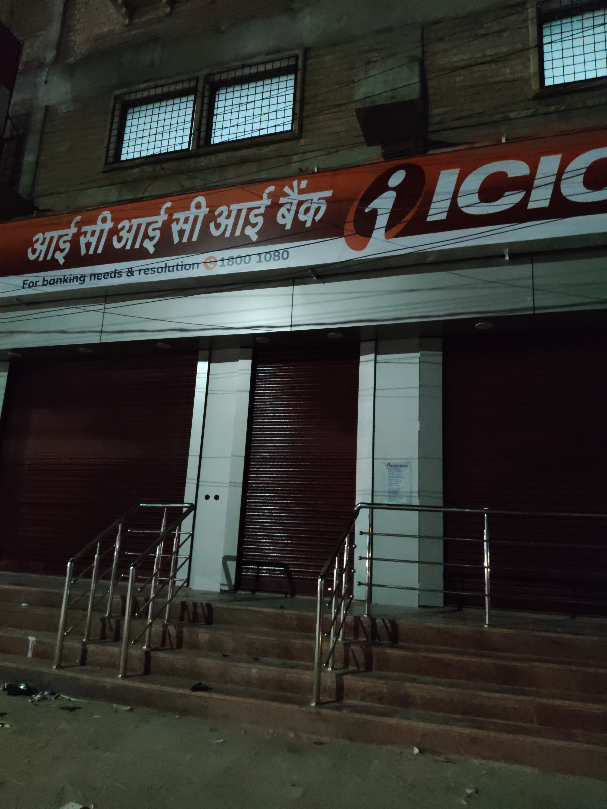 आई सी आई सी आई बैंक
i ICIC
For banking needs & resolution 1800 1080